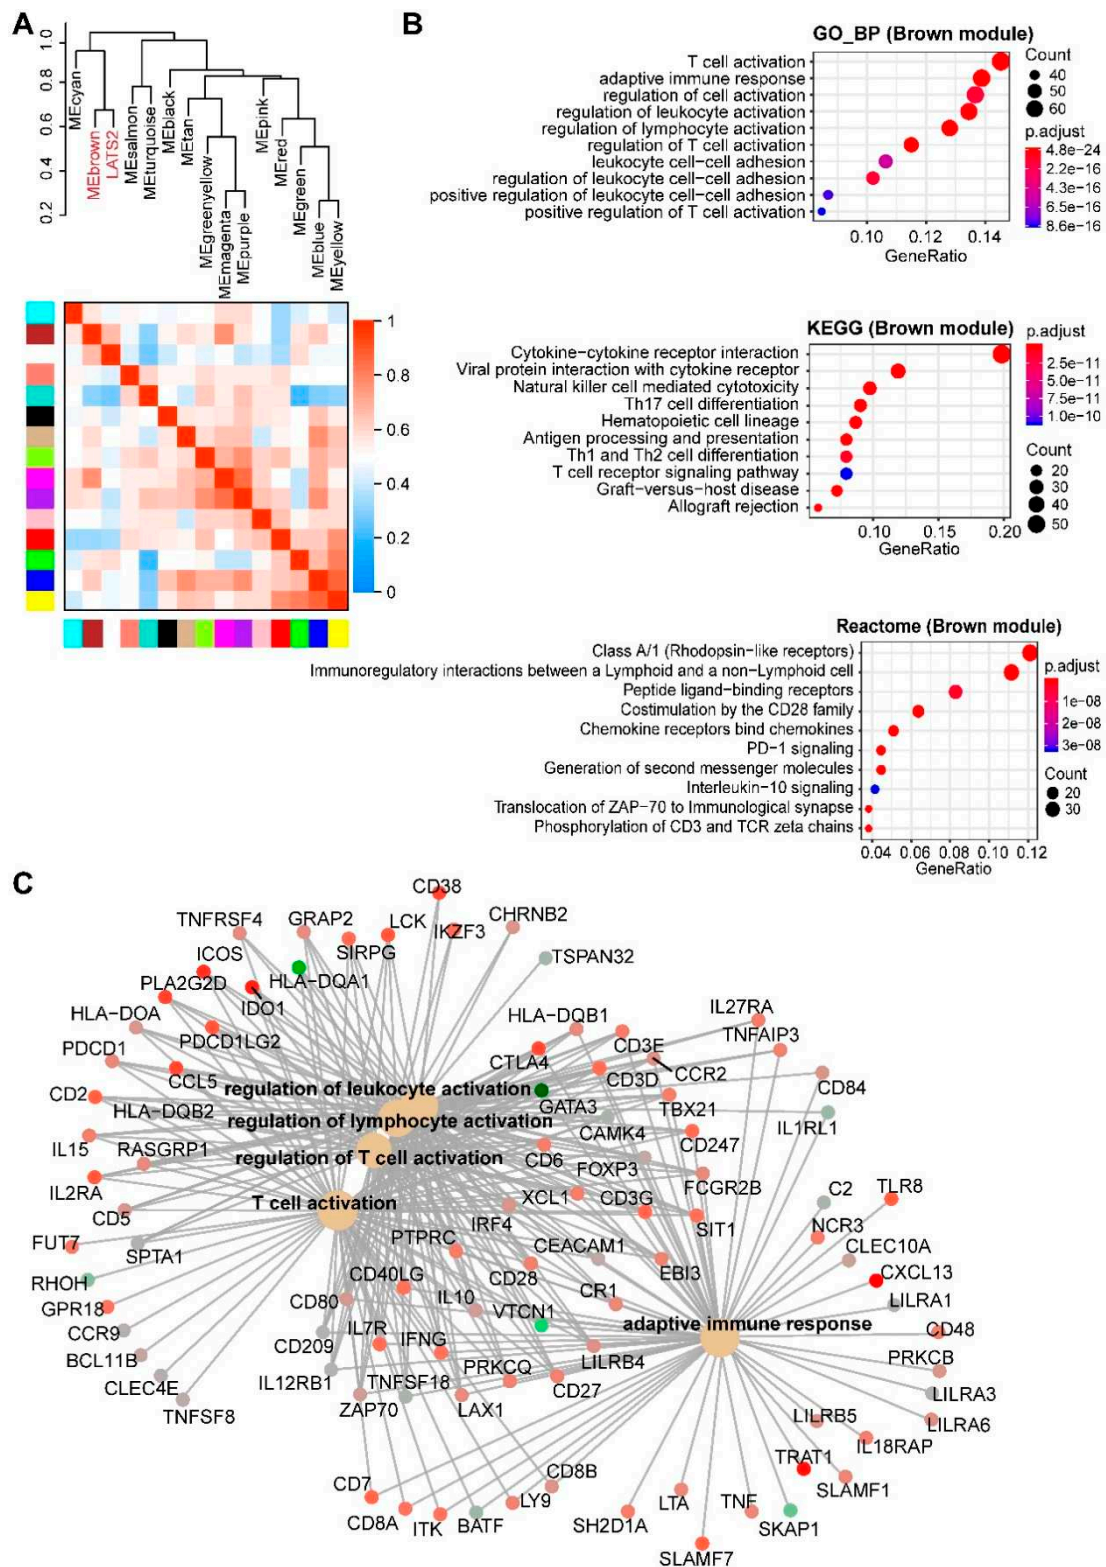 A
1.0
0.8
0.6
0.4
0.2
MEcyan
MEbrown
LATS2
MEsalmon
MEturquoise
MEblack
MEtan
MEgreenyellow
MEmagenta
MEpurple
MEpink
MEred
MEgreen
MEblue
MEyellow
1
0.8
0.6
0.4
0.2
0
B
GO_BP (Brown module)
T cell activation
adaptive immune response
regulation of cell activation
regulation of leukocyte activation
regulation of lymphocyte activation
regulation of T cell activation
leukocyte cell−cell adhesion
regulation of leukocyte cell−cell adhesion
positive regulation of leukocyte cell−cell adhesion
positive regulation of T cell activation
0.10 0.12 0.14
GeneRatio
Count
40
50
60
p.adjust
4.8e−24
2.2e−16
4.3e−16
6.5e−16
8.6e−16
KEGG (Brown module)
Cytokine−cytokine receptor interaction
Viral protein interaction with cytokine receptor
Natural killer cell mediated cytotoxicity
Th17 cell differentiation
Hematopoietic cell lineage
Antigen processing and presentation
Th1 and Th2 cell differentiation
T cell receptor signaling pathway
Graft−versus−host disease
Allograft rejection
0.10 0.15 0.20
GeneRatio
p.adjust
2.5e−11
5.0e−11
7.5e−11
1.0e−10
Count
20
30
40
50
Reactome (Brown module)
Class A/1 (Rhodopsin−like receptors)
Immunoregulatory interactions between a Lymphoid and a non−Lymphoid cell
Peptide ligand−binding receptors
Costimulation by the CD28 family
Chemokine receptors bind chemokines
PD−1 signaling
Generation of second messenger molecules
Interleukin−10 signaling
Translocation of ZAP−70 to Immunological synapse
Phosphorylation of CD3 and TCR zeta chains
0.04 0.06 0.08 0.10 0.12
GeneRatio
p.adjust
1e−08
2e−08
3e−08
Count
20
30
C
CD38
TNFRSF4
GRAP2
LCK
IKZF3
CHRNB2
SIRPG
ICOS
TSPAN32
HLA−DQA1
PLA2G2D
IDO1
HLA−DOA
PDCD1LG2
HLA−DQB1
IL27RA
TNFAIP3
PDCD1
CD3E
CTLA4
CCR2
CCL5
CD3D
CD84
CD2
regulation of leukocyte activation
HLA−DQB2
GATA3
TBX21
IL1RL1
regulation of lymphocyte activation
CAMK4
IL15
RASGRP1
CD247
regulation of T cell activation
CD6
FOXP3
IL2RA
FCGR2B
T cell activation
XCL1
CD3G
C2
TLR8
CD5
IRF4
SIT1
NCR3
FUT7
SPTA1
PTPRC
CEACAM1
CLEC10A
EBI3
CD40LG
CD28
CXCL13
RHOH
CR1
IL10
GPR18
CD80
VTCN1
LILRA1
adaptive immune response
IL7R
IFNG
CCR9
CD48
CD209
LILRB4
BCL11B
PRKCQ
PRKCB
IL12RB1
TNFSF18
CD27
CLEC4E
LILRA3
ZAP70
LAX1
LILRB5
TNFSF8
LILRA6
IL18RAP
TRAT1
CD8B
CD7
LY9
LTA
TNF
SLAMF1
CD8A
ITK
BATF
SH2D1A
SKAP1
SLAMF7